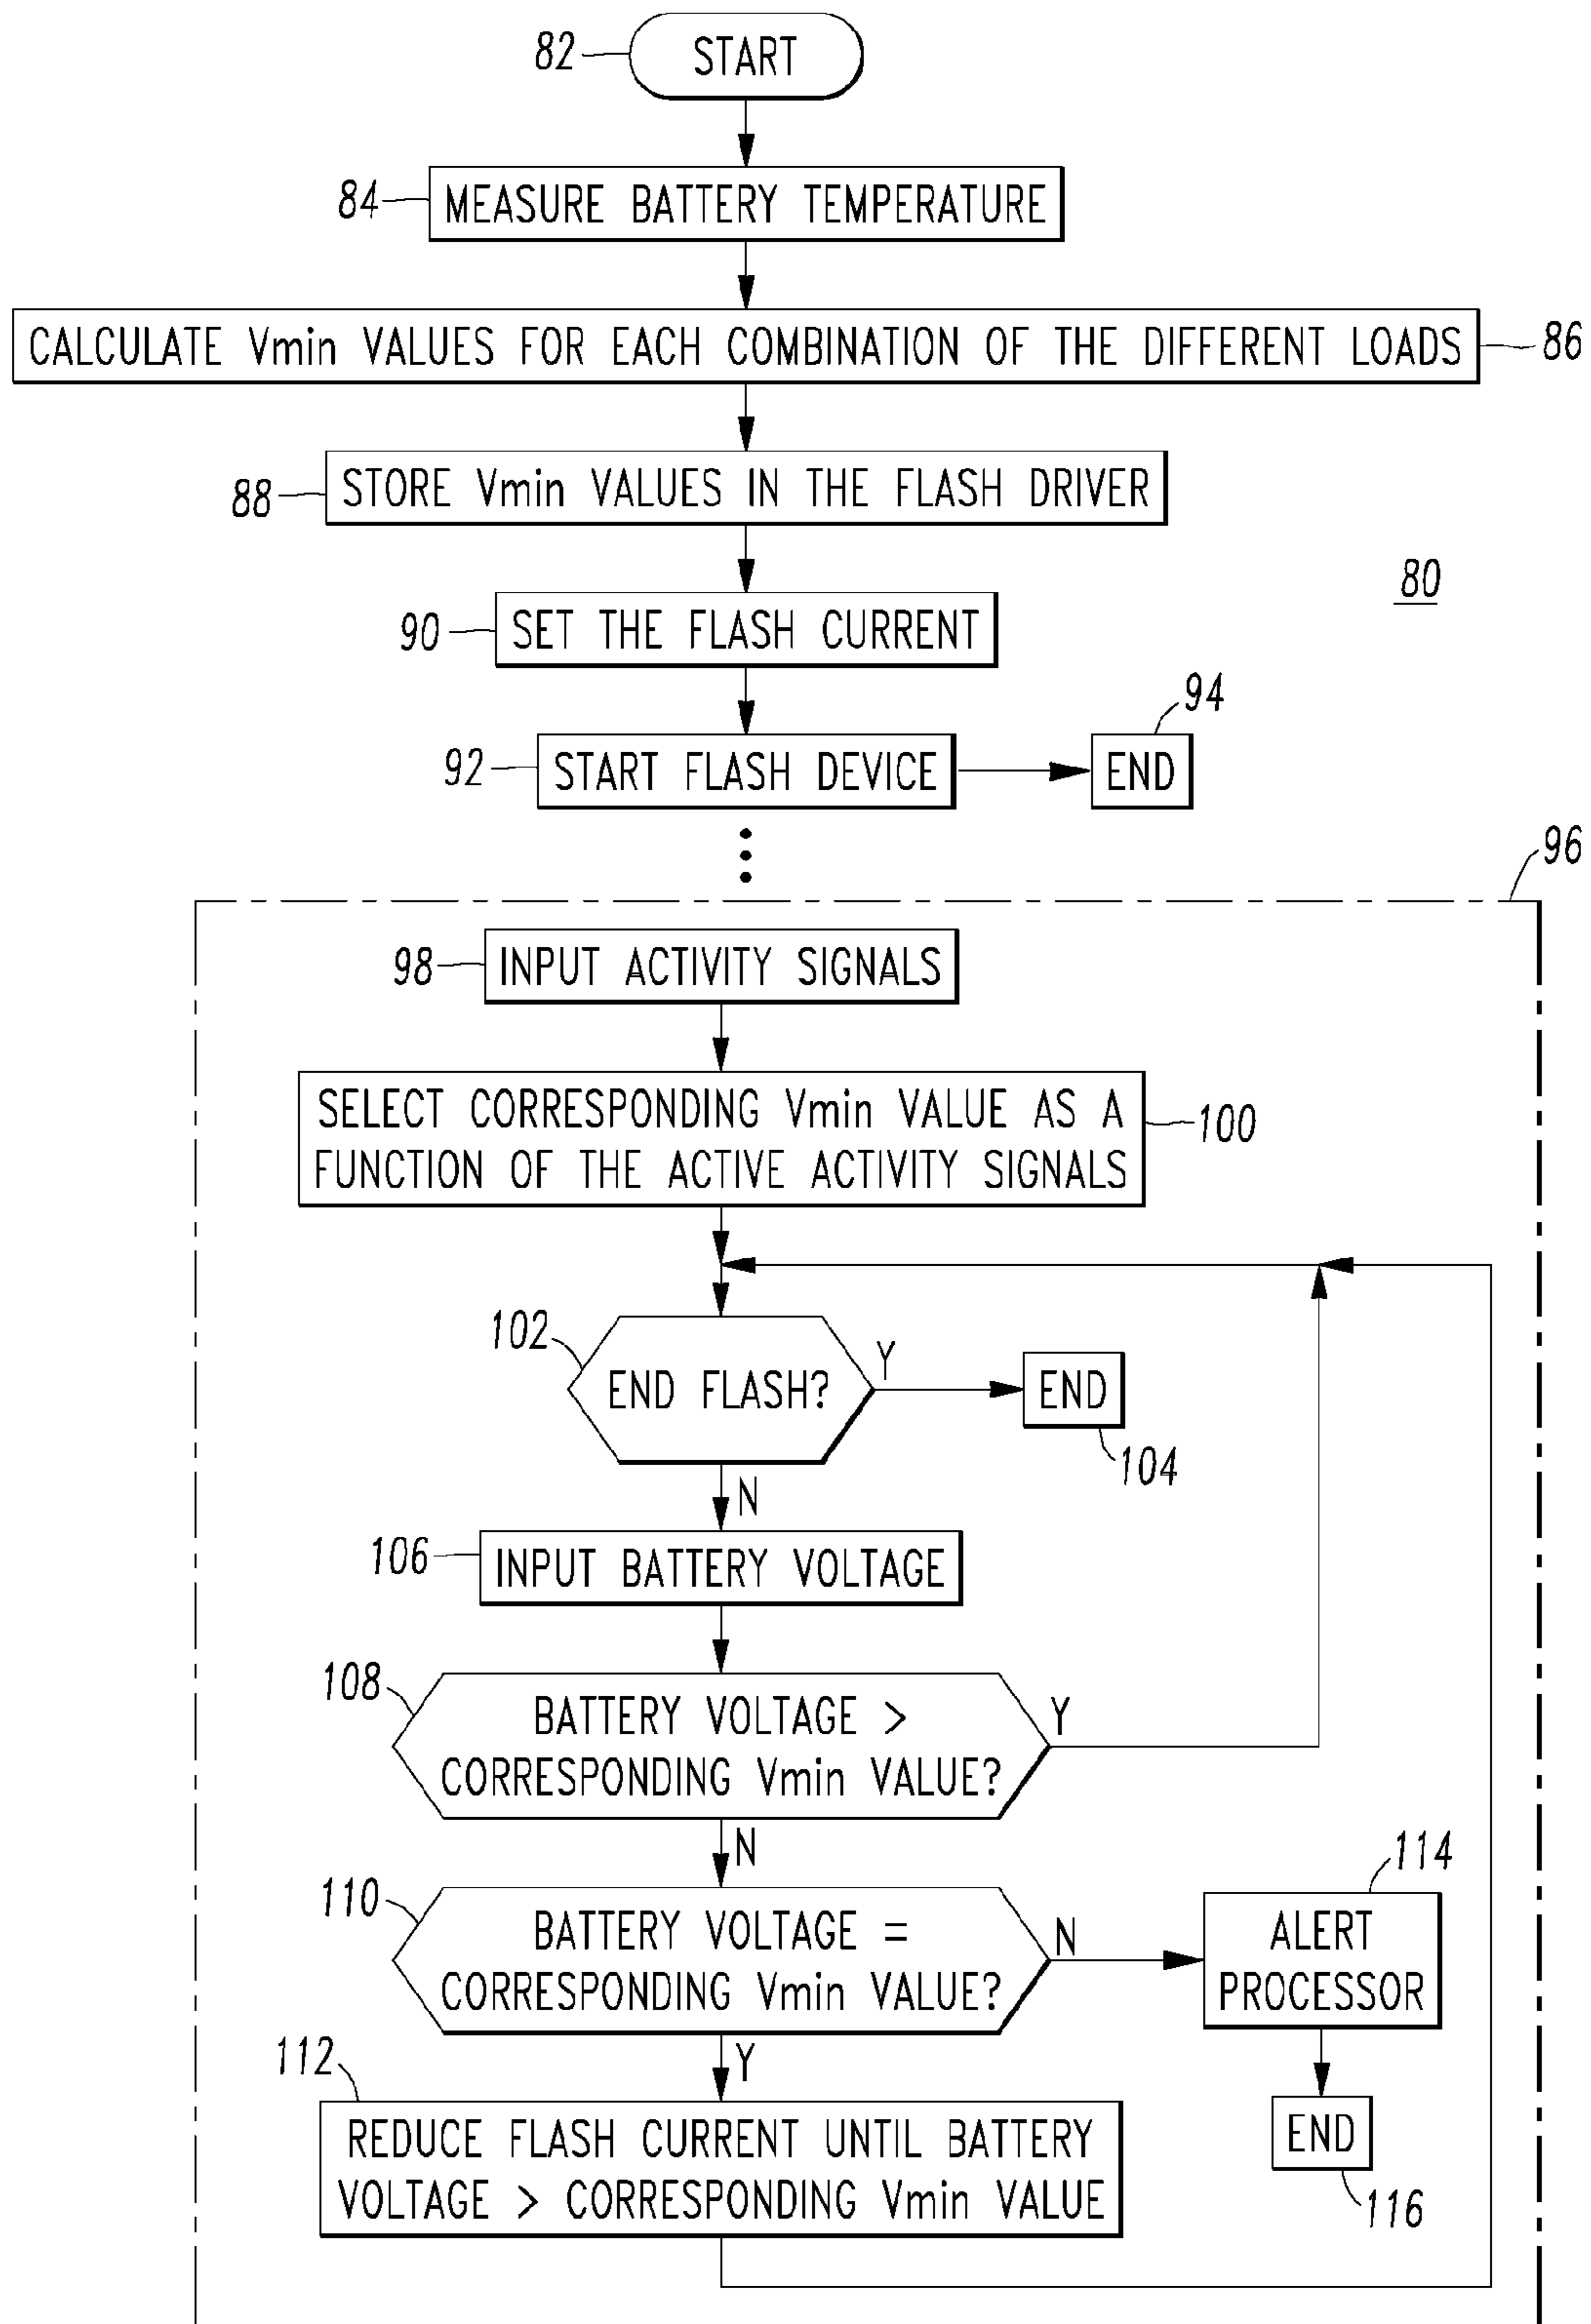 82
START
84
MEASURE BATTERY TEMPERATURE
CALCULATE Vmin VALUES FOR EACH COMBINATION OF THE DIFFERENT LOADS
86
88
STORE Vmin VALUES IN THE FLASH DRIVER
80
90
SET THE FLASH CURRENT
94
92
START FLASH DEVICE
END
96
98
INPUT ACTIVITY SIGNALS
SELECT CORRESPONDING Vmin VALUE AS A
FUNCTION OF THE ACTIVE ACTIVITY SIGNALS
100
102
END FLASH?
Y
END
104
N
106
INPUT BATTERY VOLTAGE
108
BATTERY VOLTAGE >
CORRESPONDING Vmin VALUE?
Y
N
110
BATTERY VOLTAGE =
CORRESPONDING Vmin VALUE?
N
114
ALERT
PROCESSOR
Y
112
REDUCE FLASH CURRENT UNTIL BATTERY
VOLTAGE > CORRESPONDING Vmin VALUE
END
116